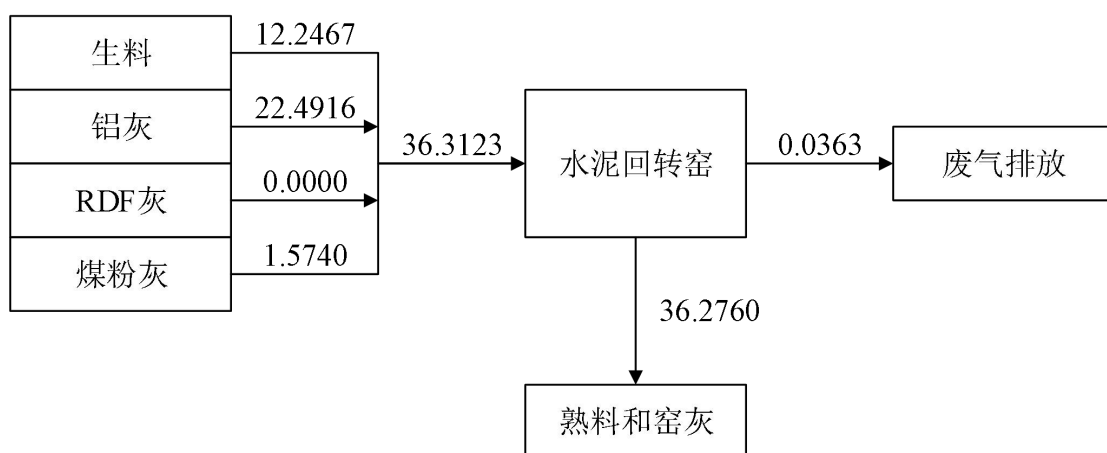 生料
12.2467
铝灰
22.4916
RDF灰
0.0000
煤粉灰
1.5740
36.3123
水泥回转窑
0.0363
废气排放
36.2760
熟料和窑灰